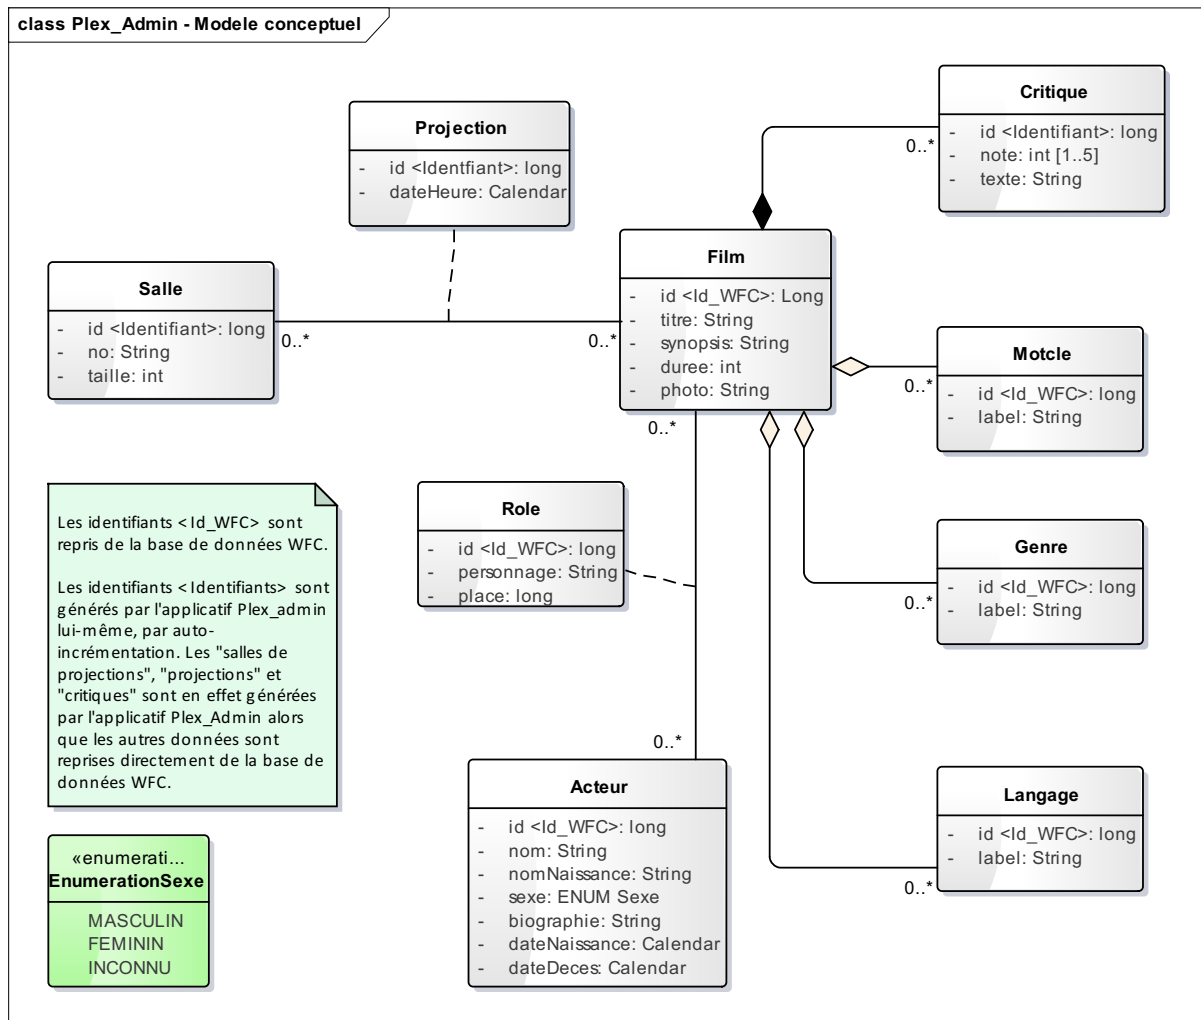 class Plex_Admin - Modele conceptuel
Critique
- id <Identifiant>: long
- note: int [1..5]
- texte: String
0..*
Projection
- id <Identfiant>: long
- dateHeure: Calendar
Film
- id <Id_WFC>: Long
- titre: String
- synopsis: String
- duree: int
- photo: String
Salle
- id <Identifiant>: long
- no: String
- taille: int
0..*
0..*
Motcle
- id <Id_WFC>: long
- label: String
0..*
0..*
Role
- id <Id_WFC>: long
- personnage: String
- place: long
Genre
- id <Id_WFC>: long
- label: String
0..*
Les identifiants <Id_WFC> sont
repris de la base de données WFC.
Les identifiants <Identifiants> sont
générés par l'applicatif Plex_admin
lui-même, par auto-
incrémentation. Les "salles de
projections", "projections" et
"critiques" sont en effet générées
par l'applicatif Plex_Admin alors
que les autres données sont
reprises directement de la base de
données WFC.
0..*
Acteur
- id <Id_WFC>: long
- nom: String
- nomNaissance: String
- sexe: ENUM Sexe
- biographie: String
- dateNaissance: Calendar
- dateDeces: Calendar
Langage
- id <Id_WFC>: long
- label: String
0..*
«enumerati...
EnumerationSexe
MASCULIN
FEMININ
INCONNU